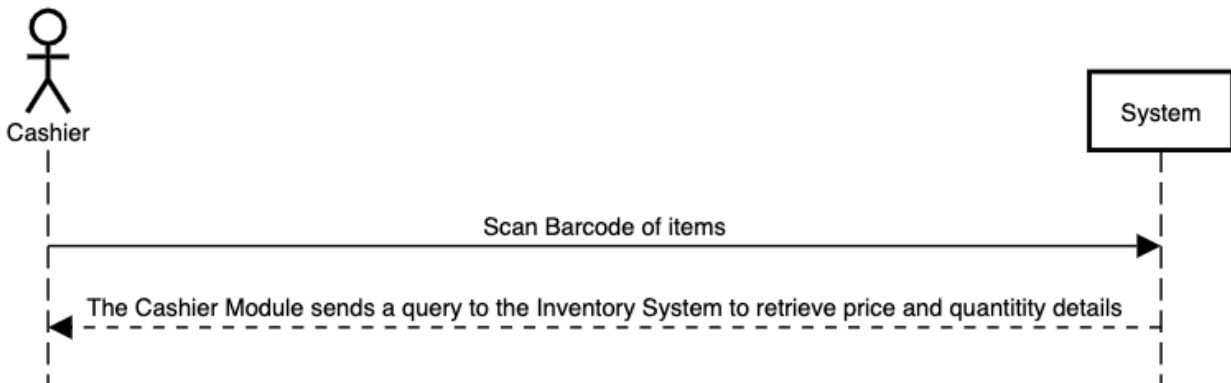 Cashier
System
Scan Barcode of items
The Cashier Module sends a query to the Inventory System to retrieve price and quantitity details